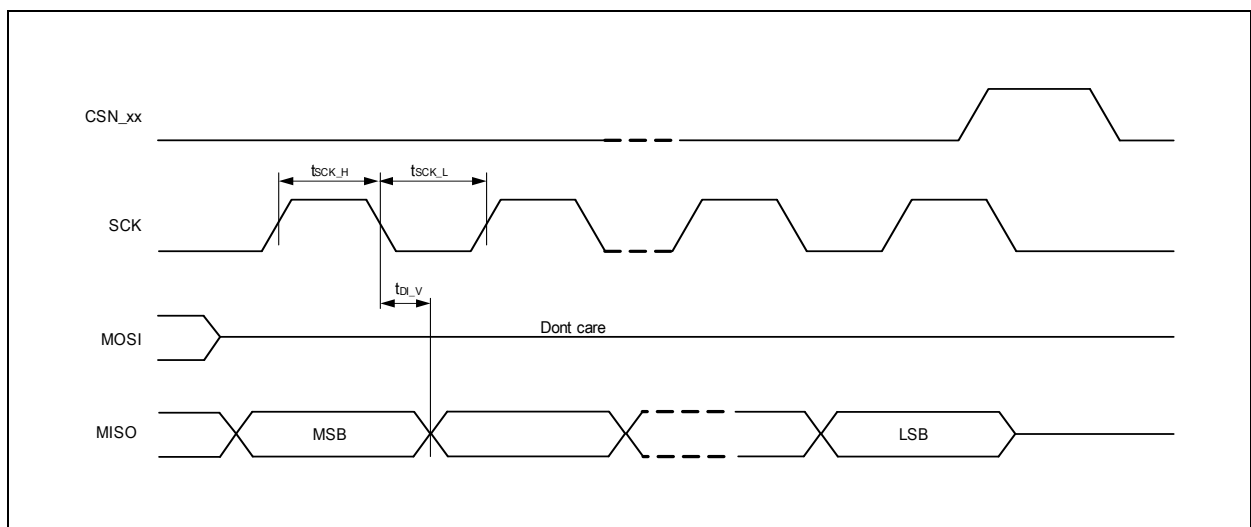 CSN_xx
tSCK_H
tSCK_L
SCK
tDI_V
Dont care
MOSI
MISO
MSB
LSB